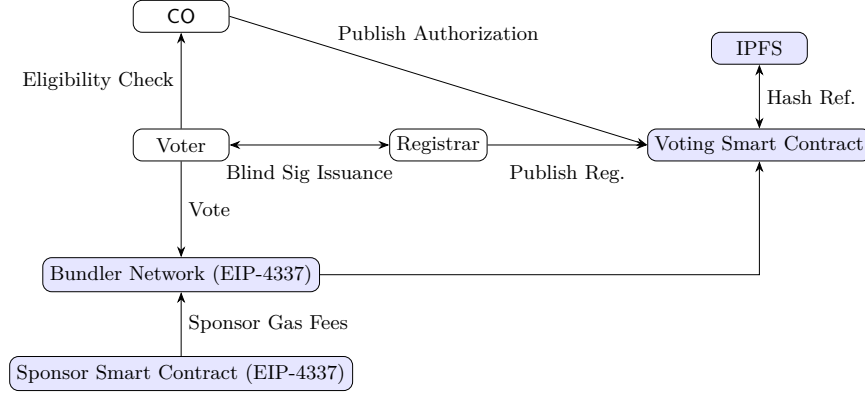 CO
Publish Authorization
IPFS
Eligibility Check
Hash Ref.
Voter
Registrar
Voting Smart Contract
Blind Sig Issuance
Publish Reg.
Vote
Bundler Network (EIP-4337)
Sponsor Gas Fees
Sponsor Smart Contract (EIP-4337)